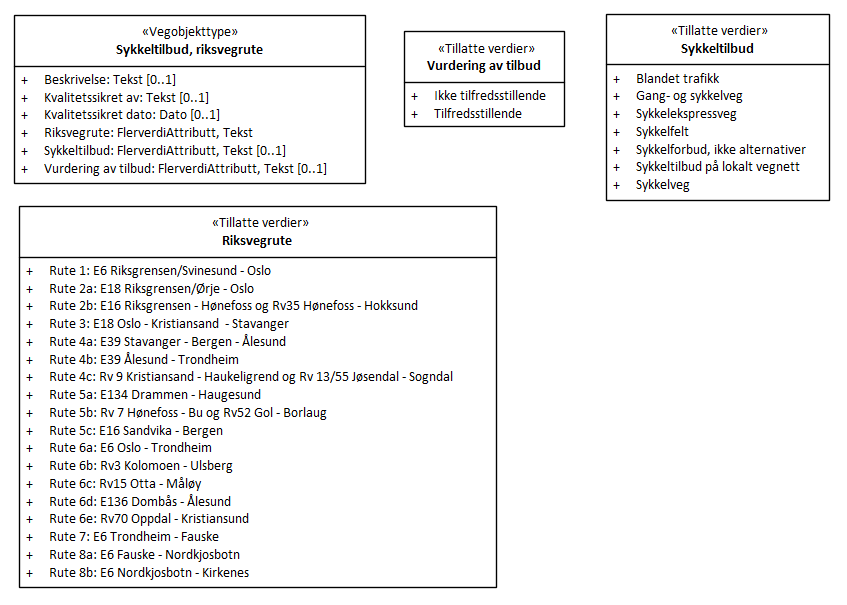 «Vegobjekttype»
Sykkeltilbud, riksvegrute
+ Beskrivelse: Tekst [0..1]
+ Kvalitetssikret av: Tekst [0..1]
+ Kvalitetssikret dato: Dato [0..1]
+ Riksvegrute: FlerverdiAttributt, Tekst
+ Sykkeltilbud: FlerverdiAttributt, Tekst [0..1]
+ Vurdering av tilbud: FlerverdiAttributt, Tekst [0..1]
«Tillatte verdier»
Vurdering av tilbud
+ Ikke tilfredsstillende
+ Tilfredsstillende
«Tillatte verdier»
Sykkeltilbud
+ Blandet trafikk
+ Gang- og sykkelveg
+ Sykkelekspressveg
+ Sykkelfelt
+ Sykkelforbud, ikke alternativer
+ Sykkeltilbud på lokalt vegnett
+ Sykkelveg
«Tillatte verdier»
Riksvegrute
+ Rute 1: E6 Riksgrensen/Svinesund - Oslo
+ Rute 2a: E18 Riksgrensen/Ørje - Oslo
+ Rute 2b: E16 Riksgrensen - Hønefoss og Rv35 Hønefoss - Hokksund
+ Rute 3: E18 Oslo - Kristiansand  - Stavanger
+ Rute 4a: E39 Stavanger - Bergen - Ålesund
+ Rute 4b: E39 Ålesund - Trondheim
+ Rute 4c: Rv 9 Kristiansand - Haukeligrend og Rv 13/55 Jøsendal - Sogndal
+ Rute 5a: E134 Drammen - Haugesund
+ Rute 5b: Rv 7 Hønefoss - Bu og Rv52 Gol - Borlaug
+ Rute 5c: E16 Sandvika - Bergen
+ Rute 6a: E6 Oslo - Trondheim
+ Rute 6b: Rv3 Kolomoen - Ulsberg
+ Rute 6c: Rv15 Otta - Måløy
+ Rute 6d: E136 Dombås - Ålesund
+ Rute 6e: Rv70 Oppdal - Kristiansund
+ Rute 7: E6 Trondheim - Fauske
+ Rute 8a: E6 Fauske - Nordkjosbotn
+ Rute 8b: E6 Nordkjosbotn - Kirkenes